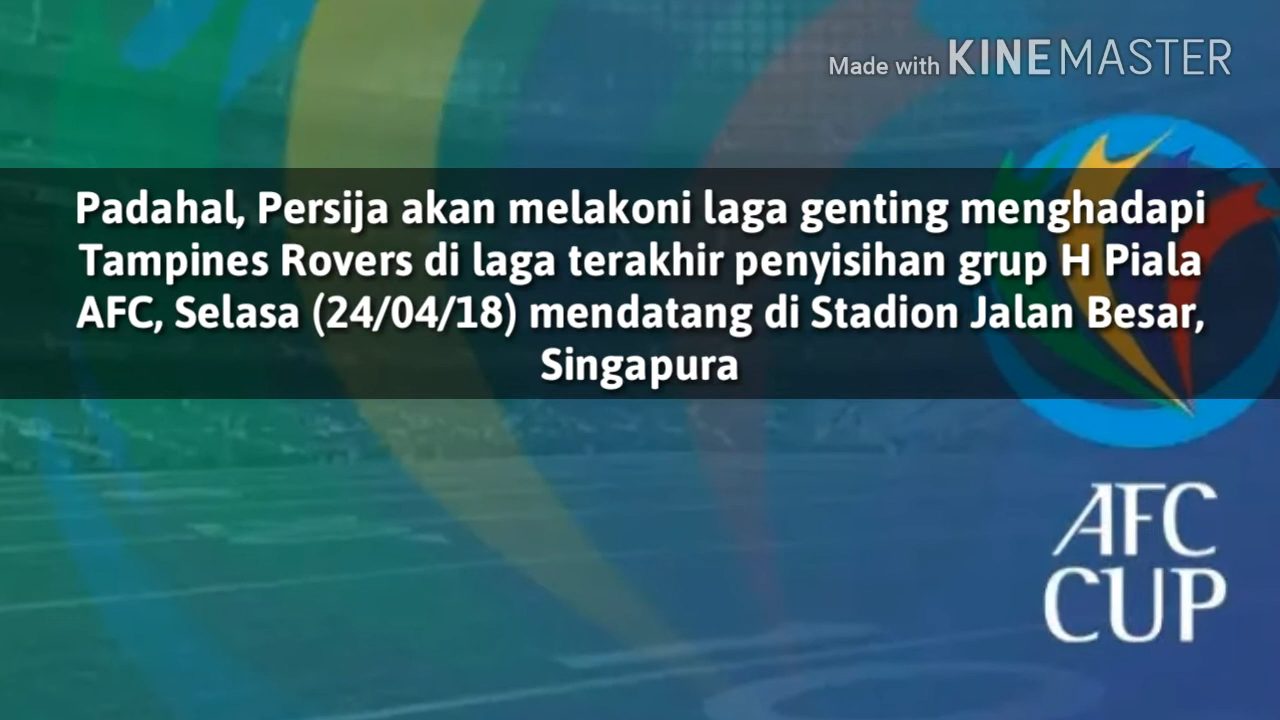 Made with KINEMASTER
Padahal, Persija akan melakoni laga genting menghadapi
Tampines Rovers di laga terakhir penyisihan grup H Piala
AFC, Selasa (24/04/18) mendatang di Stadion Jalan Besar,
Singapura
AFC
CUP